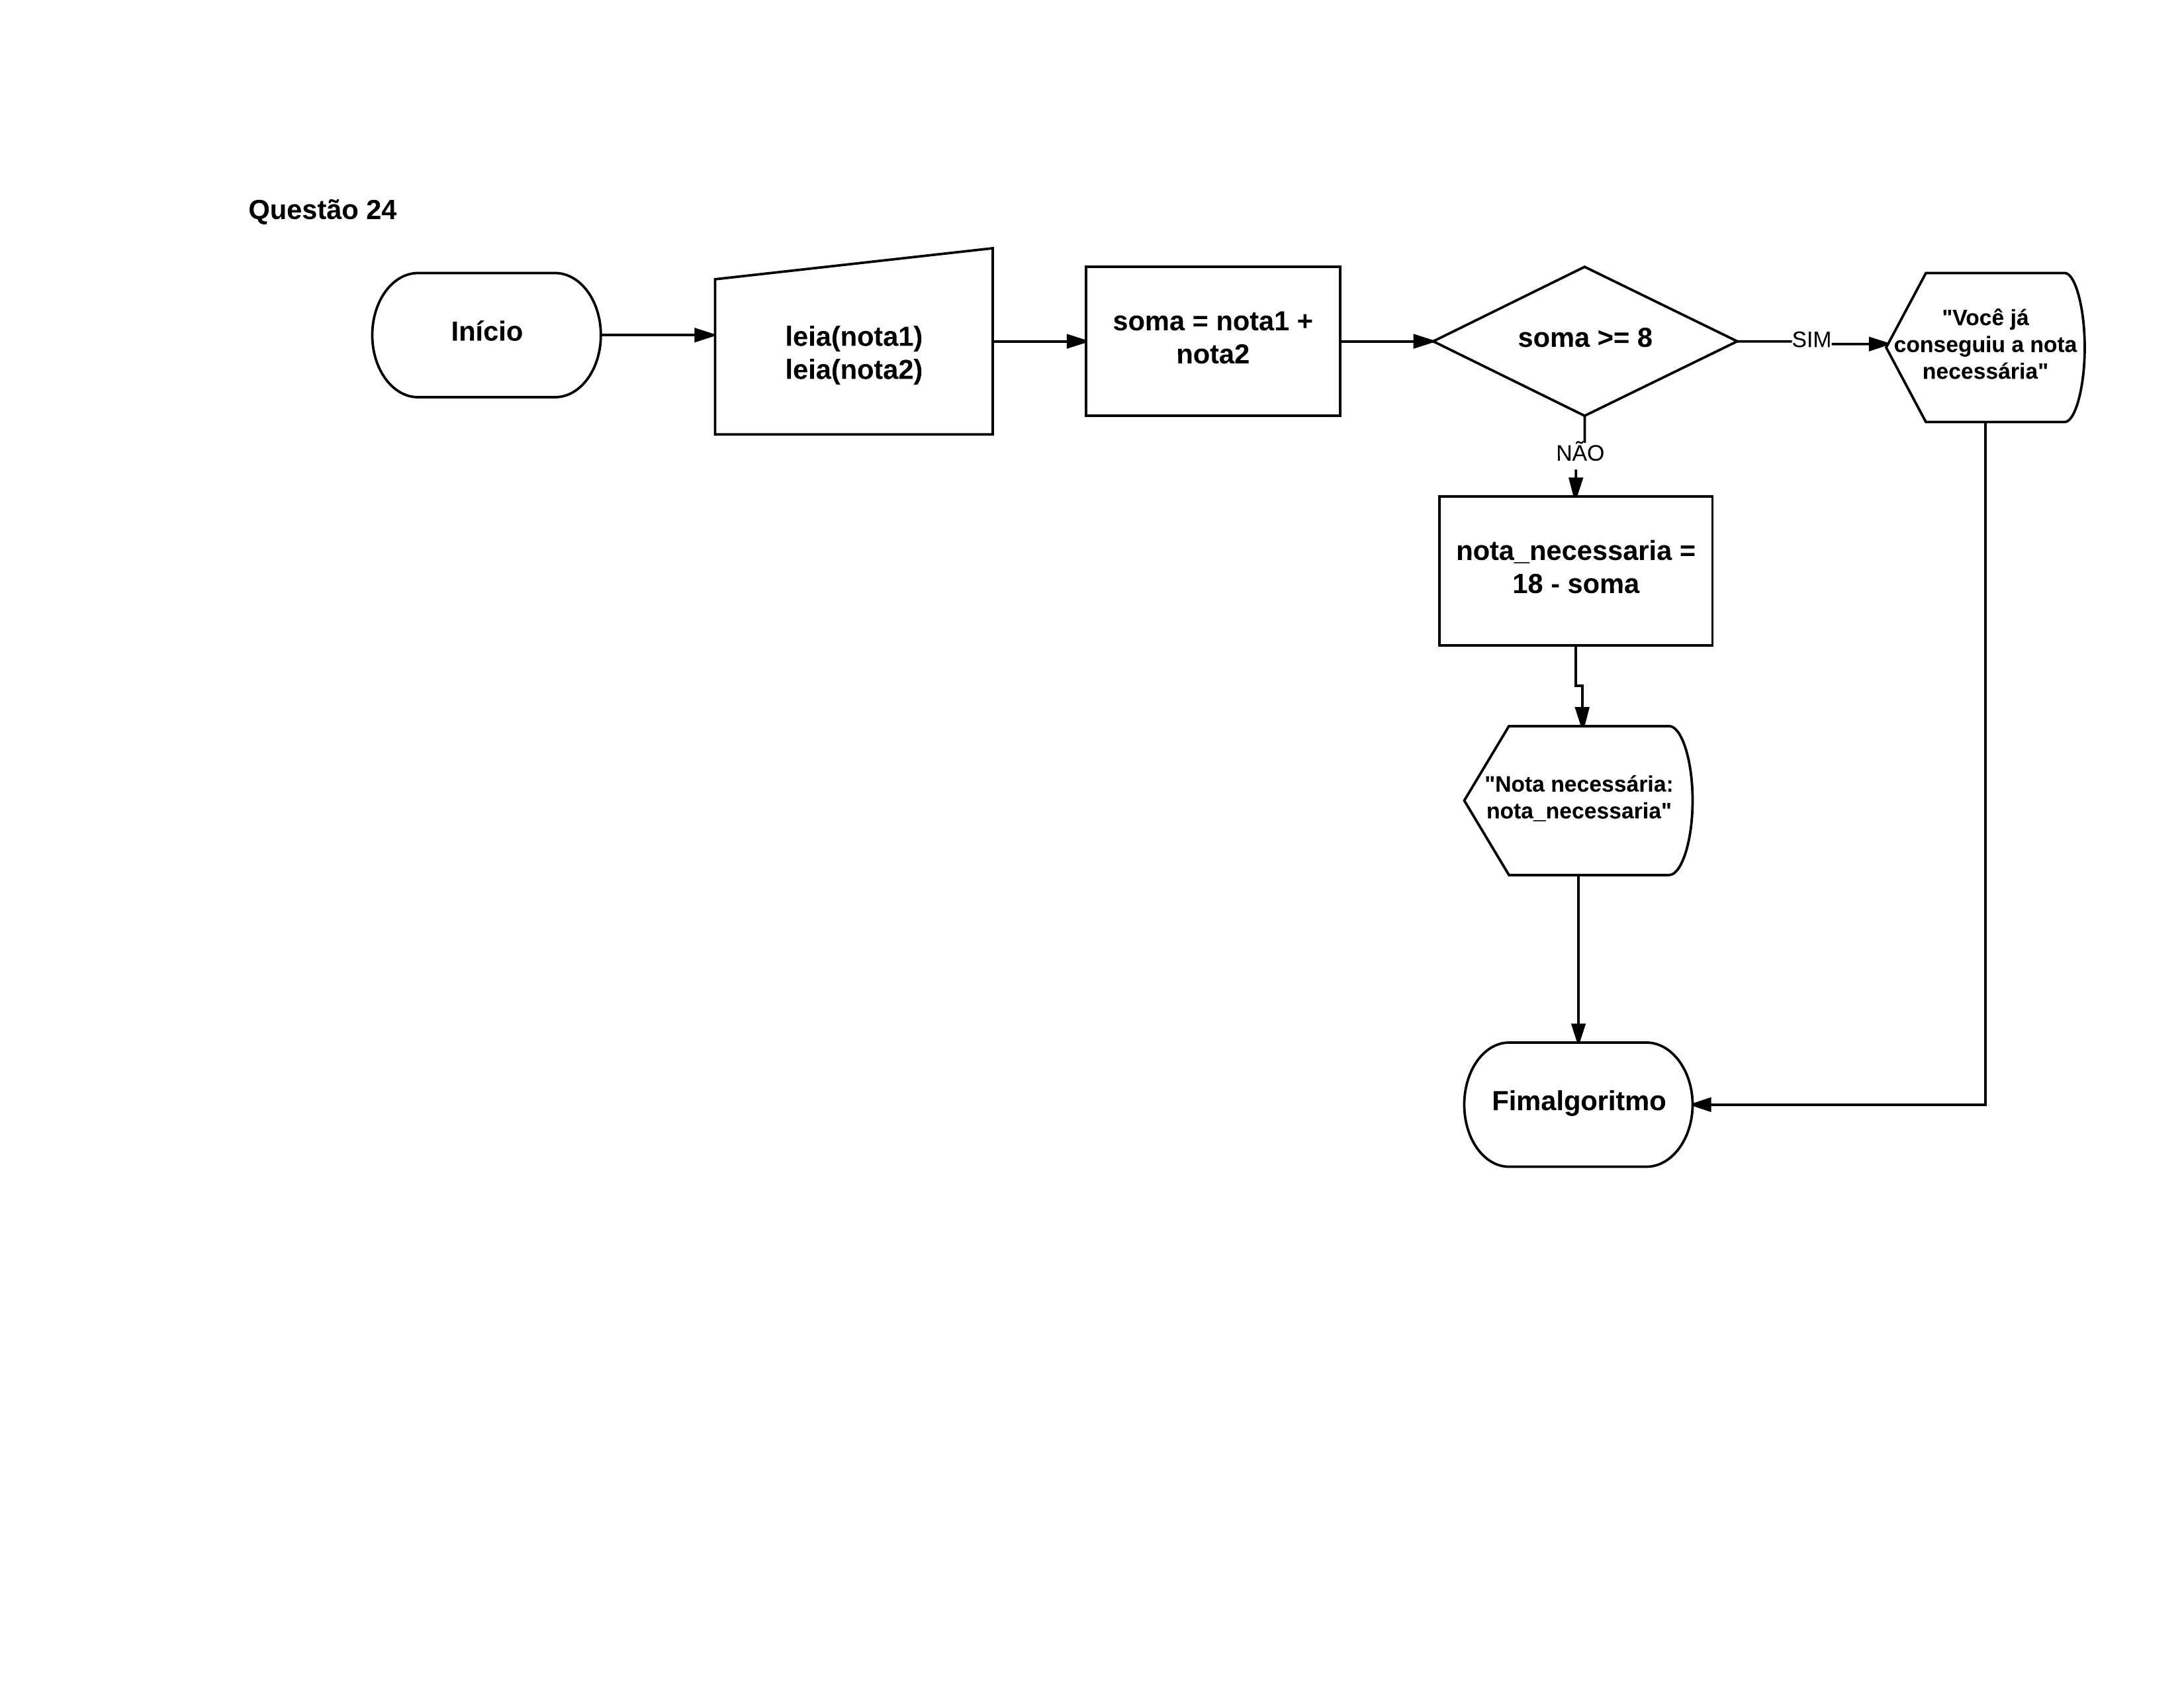 Questão 24
Início
leia(nota1)
leia(nota2)
soma = nota1 +
nota2
soma >= 8
SIM
"Você já
conseguiu a nota
necessária"
NÃO
nota_necessaria =
18 - soma
"Nota necessária:
nota_necessaria"
Fimalgoritmo